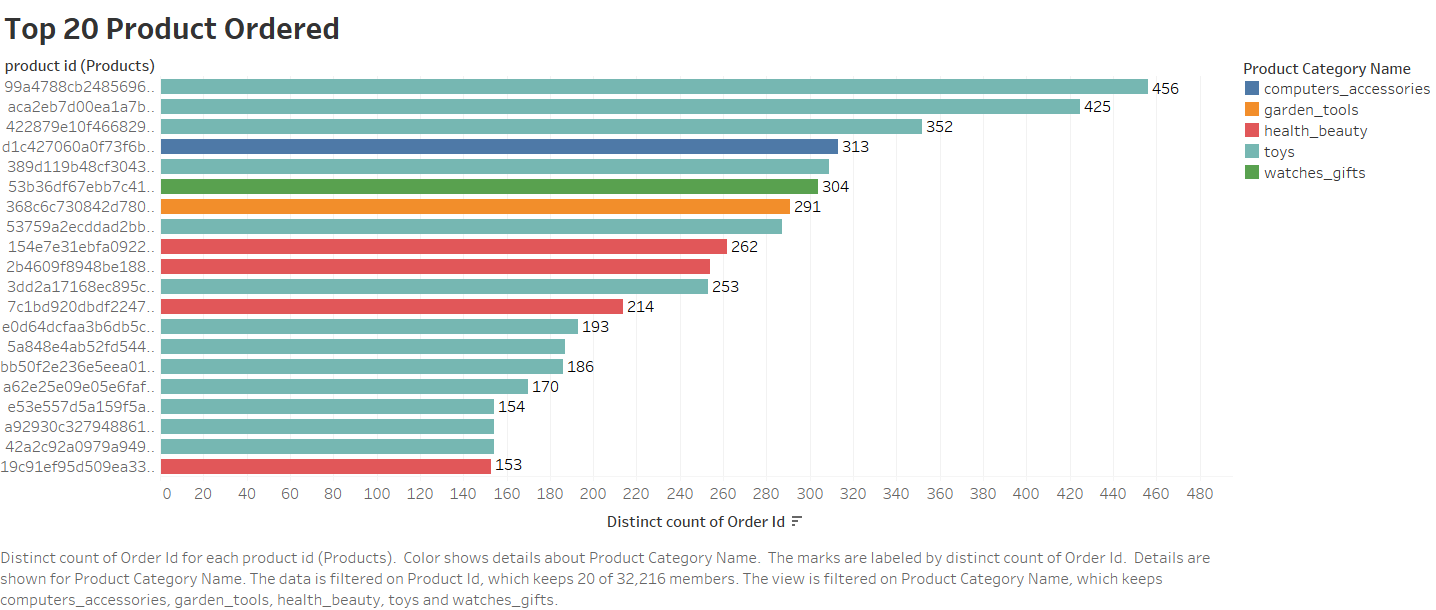 Top 20 Product Ordered
product id (Products)
99a4788cb2485696..
456
aca2eb7d00ea1a7b..
425
422879e10f466829..
352
d1c427060a0f73f6b..
313
389d119b48cf3043..
53b36df67ebb7c41..
304
368c6c730842d780..
291
53759a2ecddad2bb..
154e7e31ebfa0922..
262
2b4609f8948be188..
3dd2a17168ec895c..
253
7c1bd920dbdf2247..
214
e0d64dcfaa3b6db5c..
193
5a848e4ab52fd544..
bb50f2e236e5eea01..
186
a62e25e09e05e6faf..
170
e53e557d5a159f5a..
154
a92930c327948861..
42a2c92a0979a949..
19c91ef95d509ea33..
153
0 20 40 60 80 100 120 140 160 180 200 220 240 260 280 300 320 340 360 380 400 420 440 460 480
Distinct count of Order Id
Product Category Name
computers_accessories
garden_tools
health_beauty
toys
watches_gifts
Distinct count of Order Id for each product id (Products). Color shows details about Product Category Name. The marks are labeled by distinct count of Order Id. Details are
shown for Product Category Name. The data is filtered on Product Id, which keeps 20 of 32,216 members. The view is filtered on Product Category Name, which keeps
computers_accessories, garden_tools, health_beauty, toys and watches_gifts.